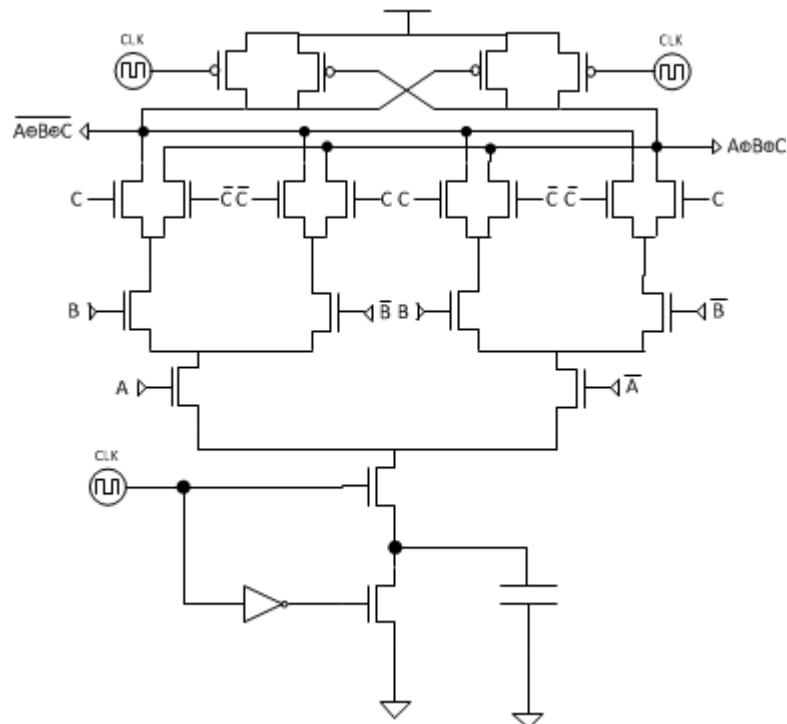 CLK CLK
A̅⊕̅B̅⊕̅C̅ A⊕B⊕C
C C̅ C̅ C C C̅ C̅ C
B B̅ B B̅
A A̅
CLK